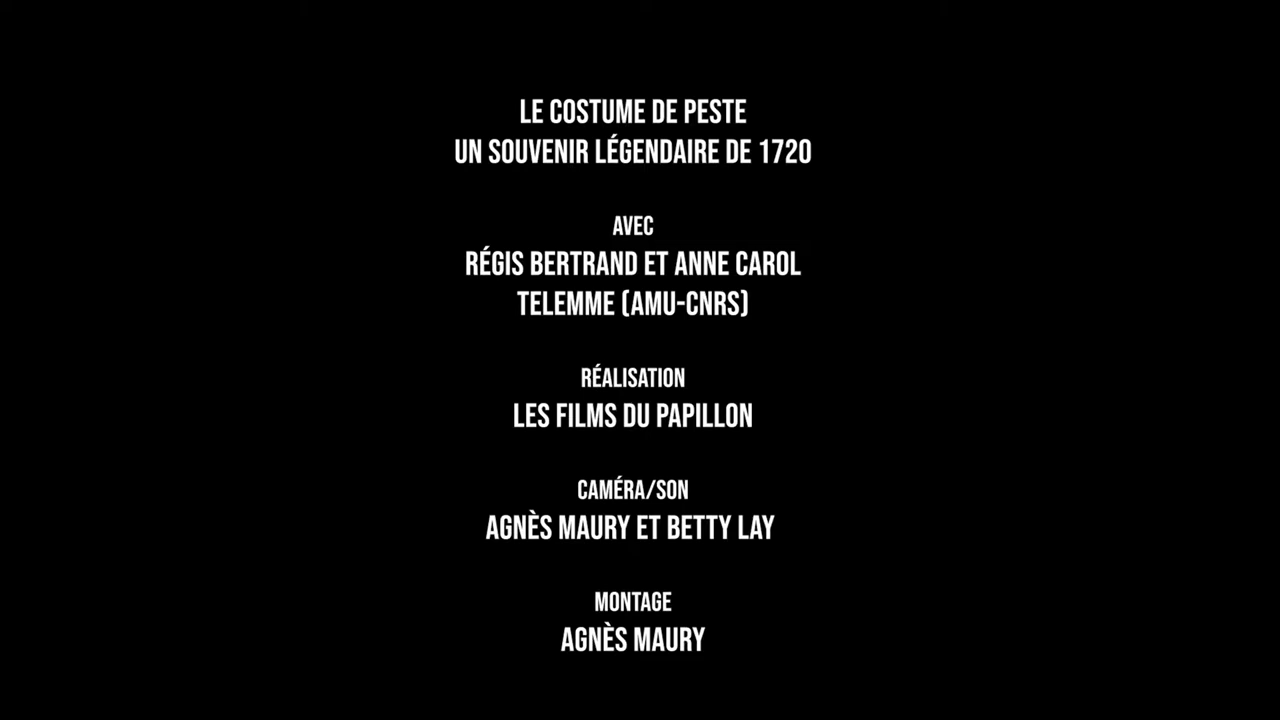 LE COSTUME DE PESTE
UN SOUVENIR LÉGENDAIRE DE 1720
AVEC
RÉGIS BERTRAND ET ANNE CAROL
TELEMME (AMU-CNRS)
RÉALISATION
LES FILMS DU PAPILLON
CAMÉRA/SON
AGNÈS MAURY ET BETTY LAY
MONTAGE
AGNÈS MAURY